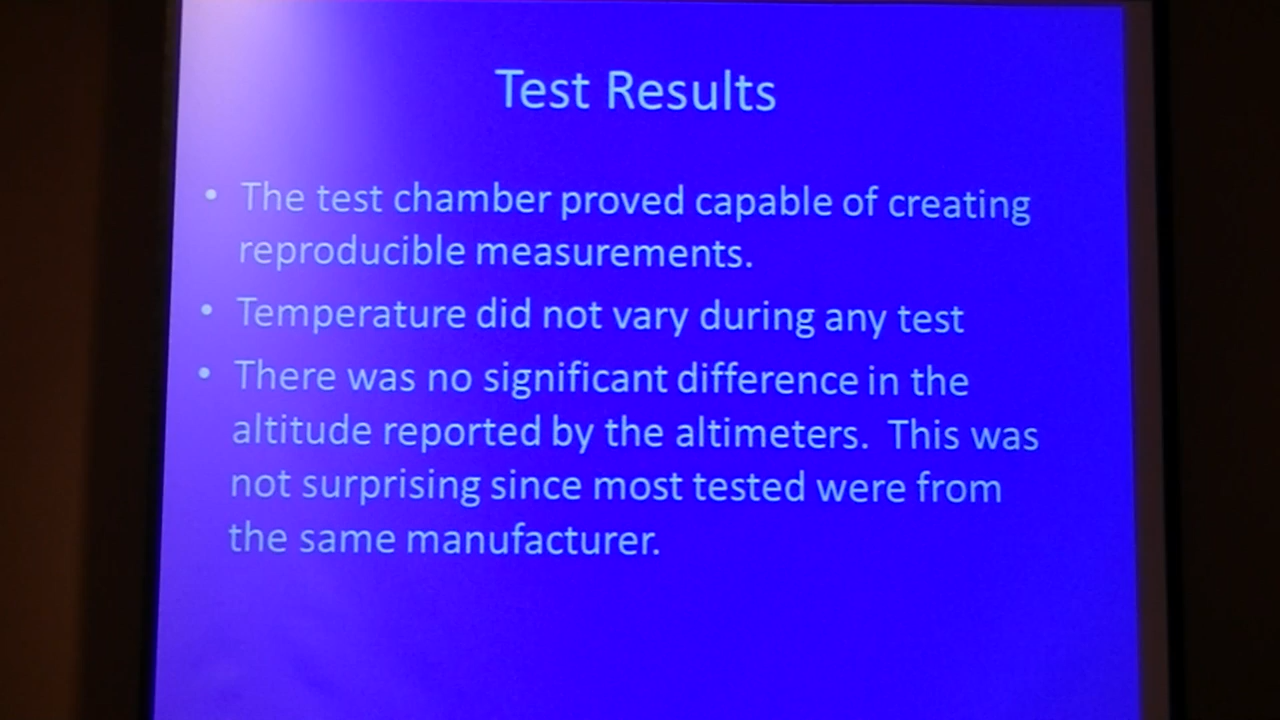 Test Results
• The test chamber proved capable of creating
reproducible measurements.
• Temperature did not vary during any test
• There was no significant difference in the
altitude reported by the altimeters.  This was
not surprising since most tested were from
the same manufacturer.